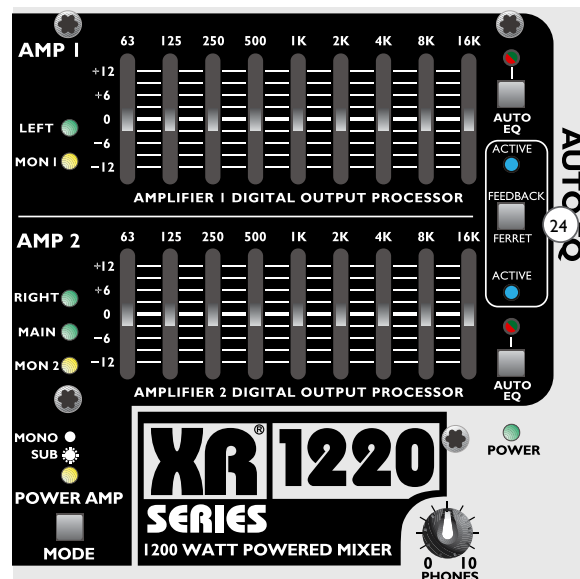 AMP 1
63 125 250 500 1K 2K 4K 8K 16K
+12
+6
0
−6
−12
LEFT
MON 1
AMPLIFIER 1 DIGITAL OUTPUT PROCESSOR
AUTO
EQ
ACTIVE
FEEDBACK
FERRET
ACTIVE
AUTO
EQ
24
AUTO EQ
AMP 2
63 125 250 500 1K 2K 4K 8K 16K
+12
+6
0
−6
−12
RIGHT
MAIN
MON 2
AMPLIFIER 2 DIGITAL OUTPUT PROCESSOR
MONO
SUB
POWER AMP
MODE
XR® 1220
SERIES
1200 WATT POWERED MIXER
POWER
0 10
PHONES